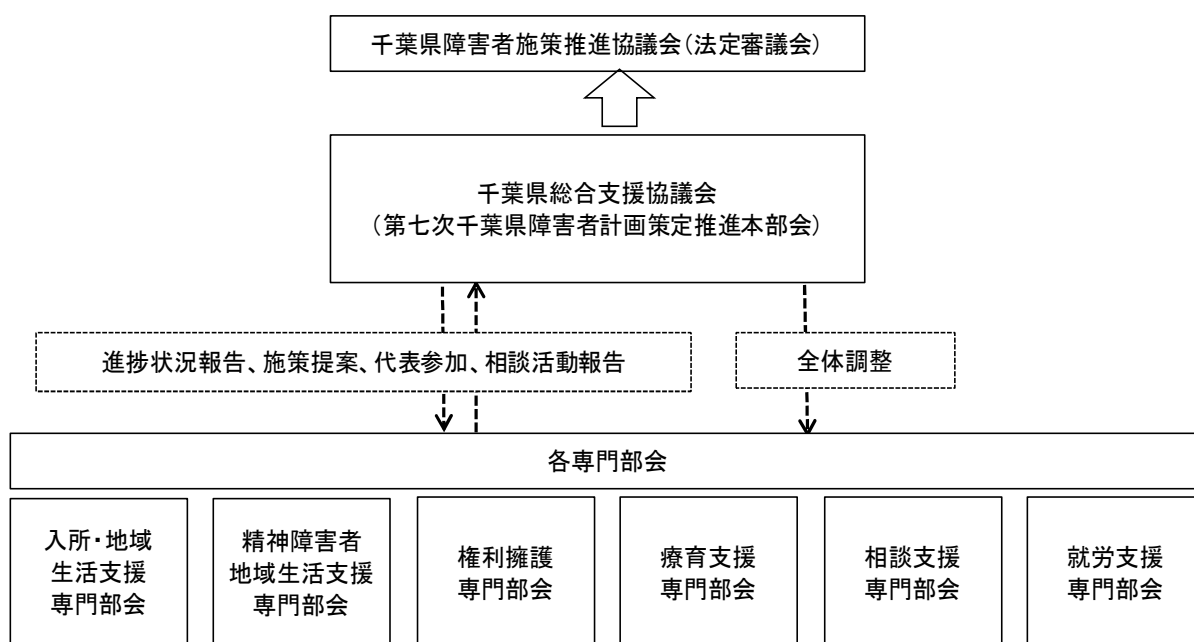 千葉県障害者施策推進協議会(法定審議会)
千葉県総合支援協議会
(第七次千葉県障害者計画策定推進本部会)
進捗状況報告、施策提案、代表参加、相談活動報告
全体調整
各専門部会
入所・地域
生活支援
専門部会
精神障害者
地域生活支援
専門部会
権利擁護
専門部会
療育支援
専門部会
相談支援
専門部会
就労支援
専門部会